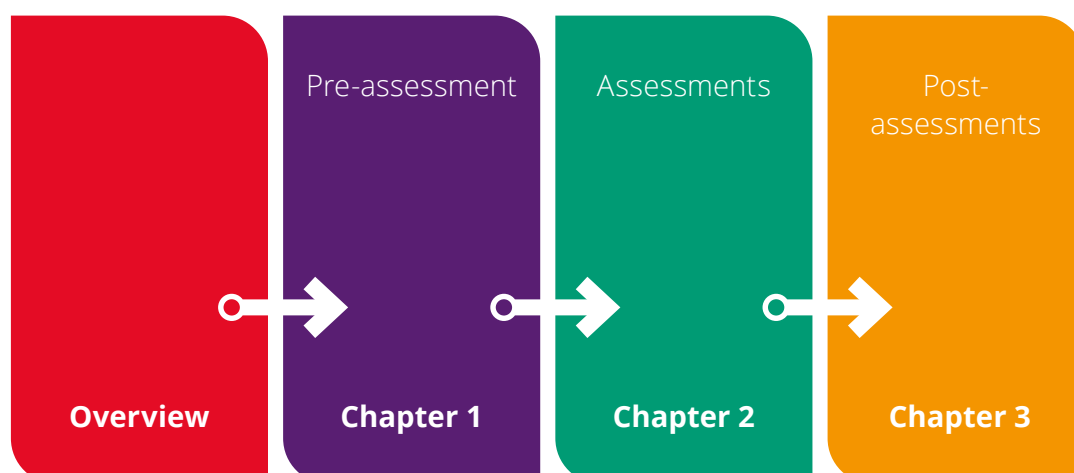 Pre-assessment
Assessments
Post-
assessments
Overview
Chapter 1
Chapter 2
Chapter 3